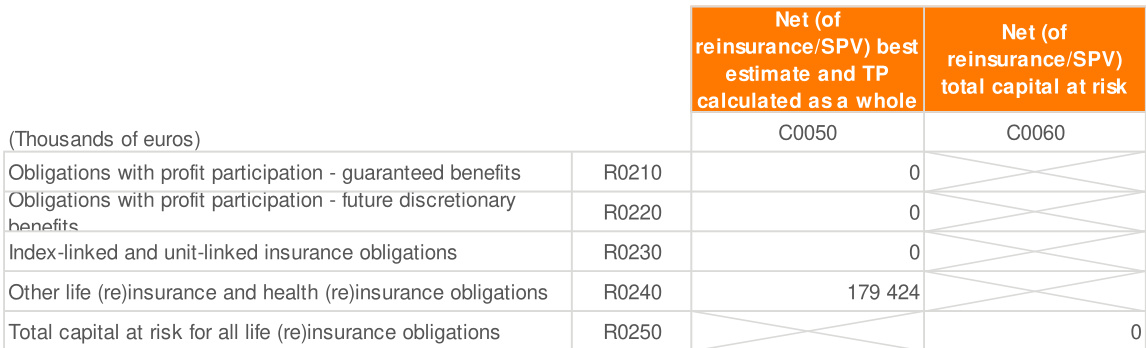 Net (of
reinsurance/SPV) best
estimate and TP
calculated as a whole
Net (of
reinsurance/SPV)
total capital at risk
(Thousands of euros)
C0050
C0060
Obligations with profit participation - guaranteed benefits R0210 0
Obligations with profit participation - future discretionary
benefits R0220 0
Index-linked and unit-linked insurance obligations R0230 0
Other life (re)insurance and health (re)insurance obligations R0240 179 424
Total capital at risk for all life (re)insurance obligations R0250 0